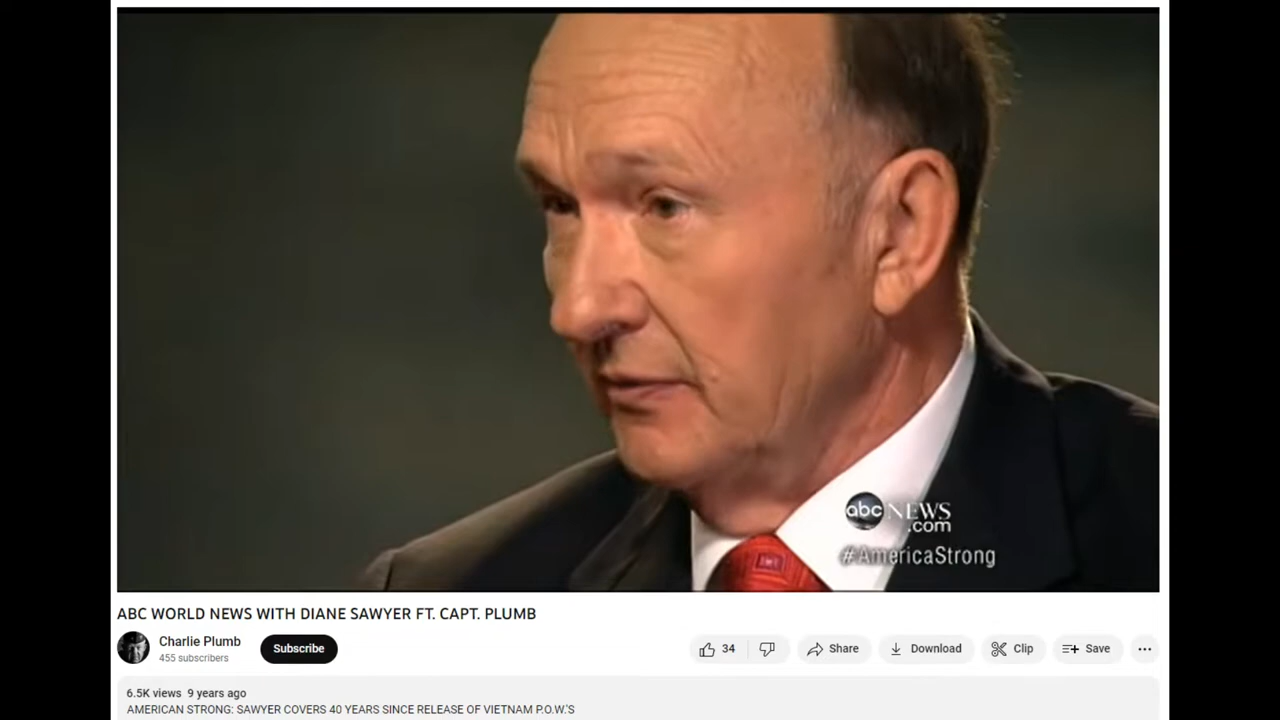 abc NEWS
.com
#AmericaStrong
ABC WORLD NEWS WITH DIANE SAWYER FT. CAPT. PLUMB
Charlie Plumb
455 subscribers
Subscribe
34
Share
Download
Clip
Save
6.5K views 9 years ago
AMERICAN STRONG: SAWYER COVERS 40 YEARS SINCE RELEASE OF VIETNAM P.O.W.'S